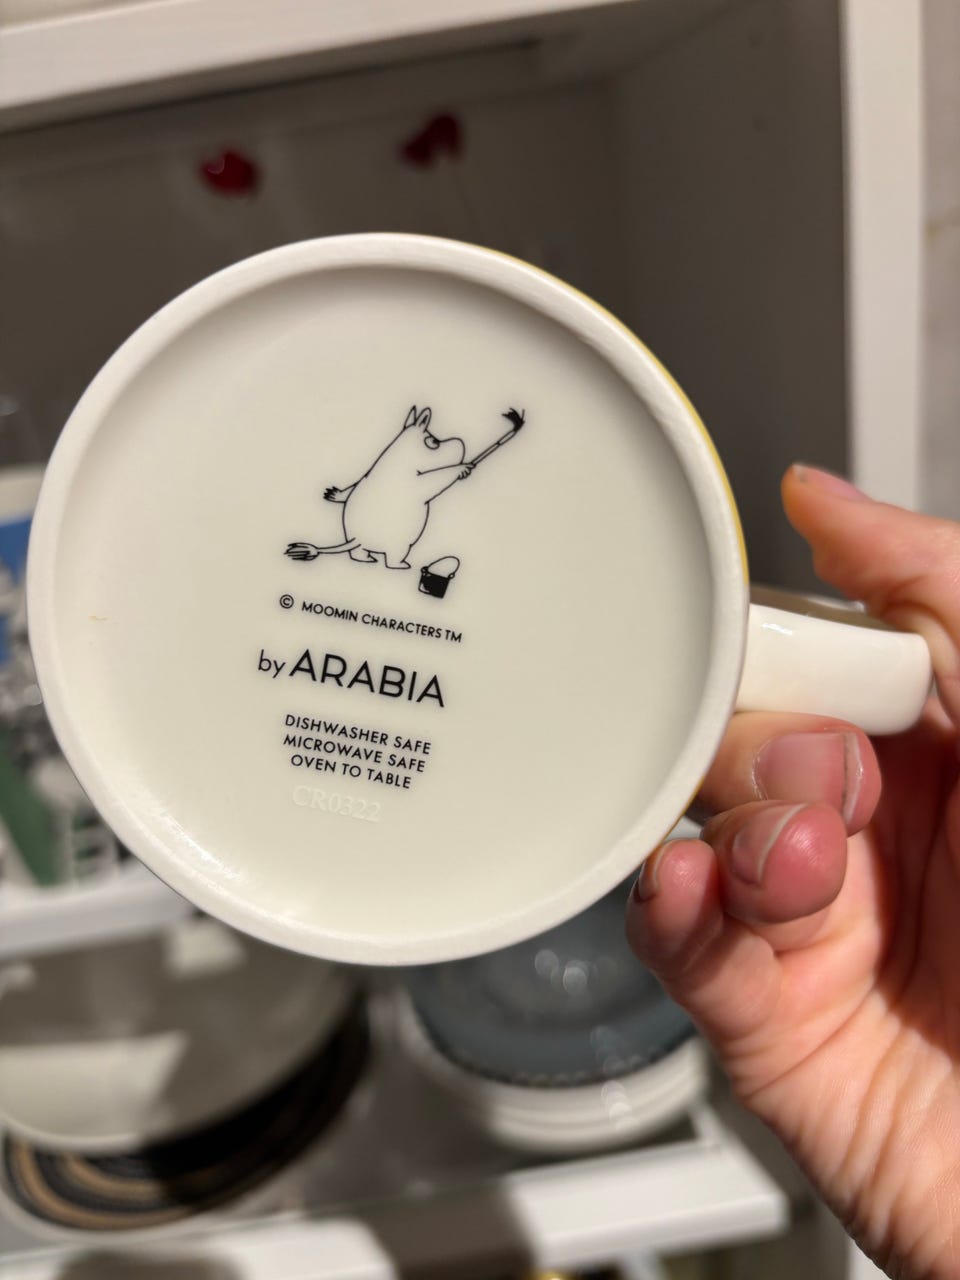 © MOOMIN CHARACTERS TM
by ARABIA
DISHWASHER SAFE
MICROWAVE SAFE
OVEN TO TABLE
CR0322